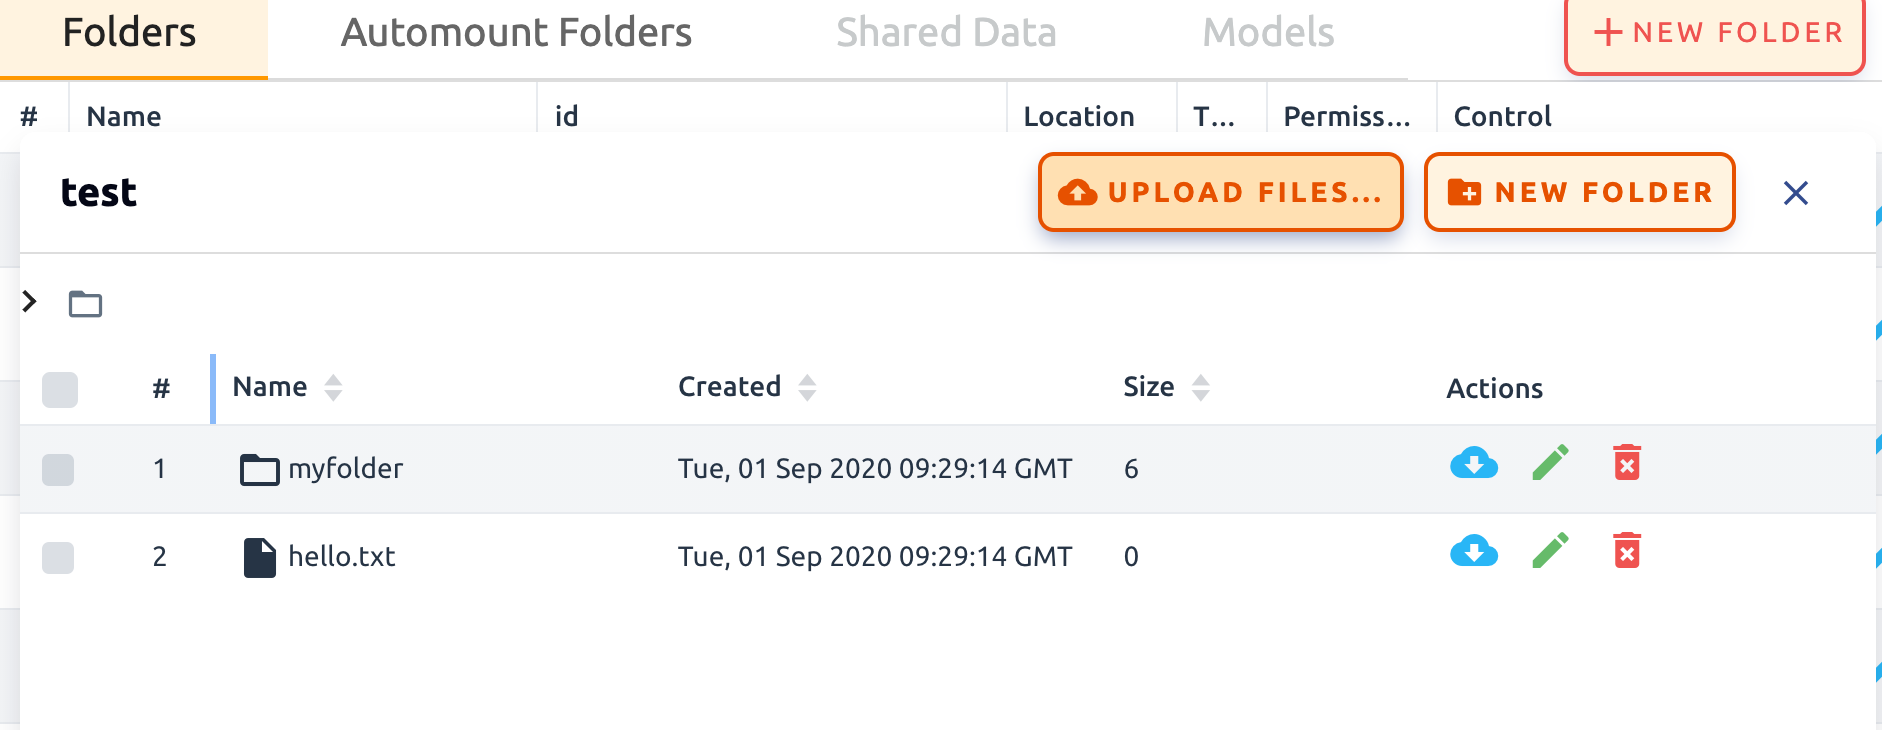 Folders Automount Folders Shared Data Models NEW FOLDER
# Name id Location T... Permiss... Control
test UPLOAD FILES... NEW FOLDER
# Name Created Size Actions
1 myfolder Tue, 01 Sep 2020 09:29:14 GMT 6
2 hello.txt Tue, 01 Sep 2020 09:29:14 GMT 0